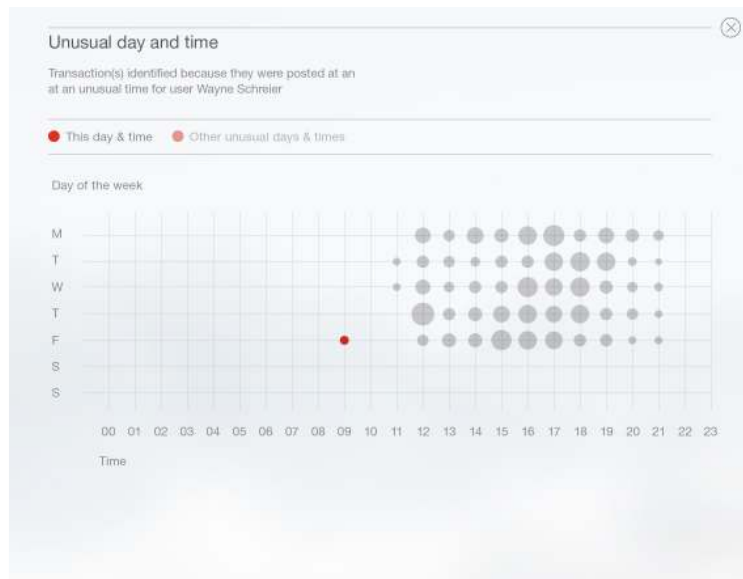 Unusual day and time
Transaction(s) identified because they were posted at an
at an unusual time for user Wayne Schreier
This day & time Other unusual days & times
Day of the week
M
T
W
T
F
S
S
00 01 02 03 04 05 06 07 08 09 10 11 12 13 14 15 16 17 18 19 20 21 22 23
Time